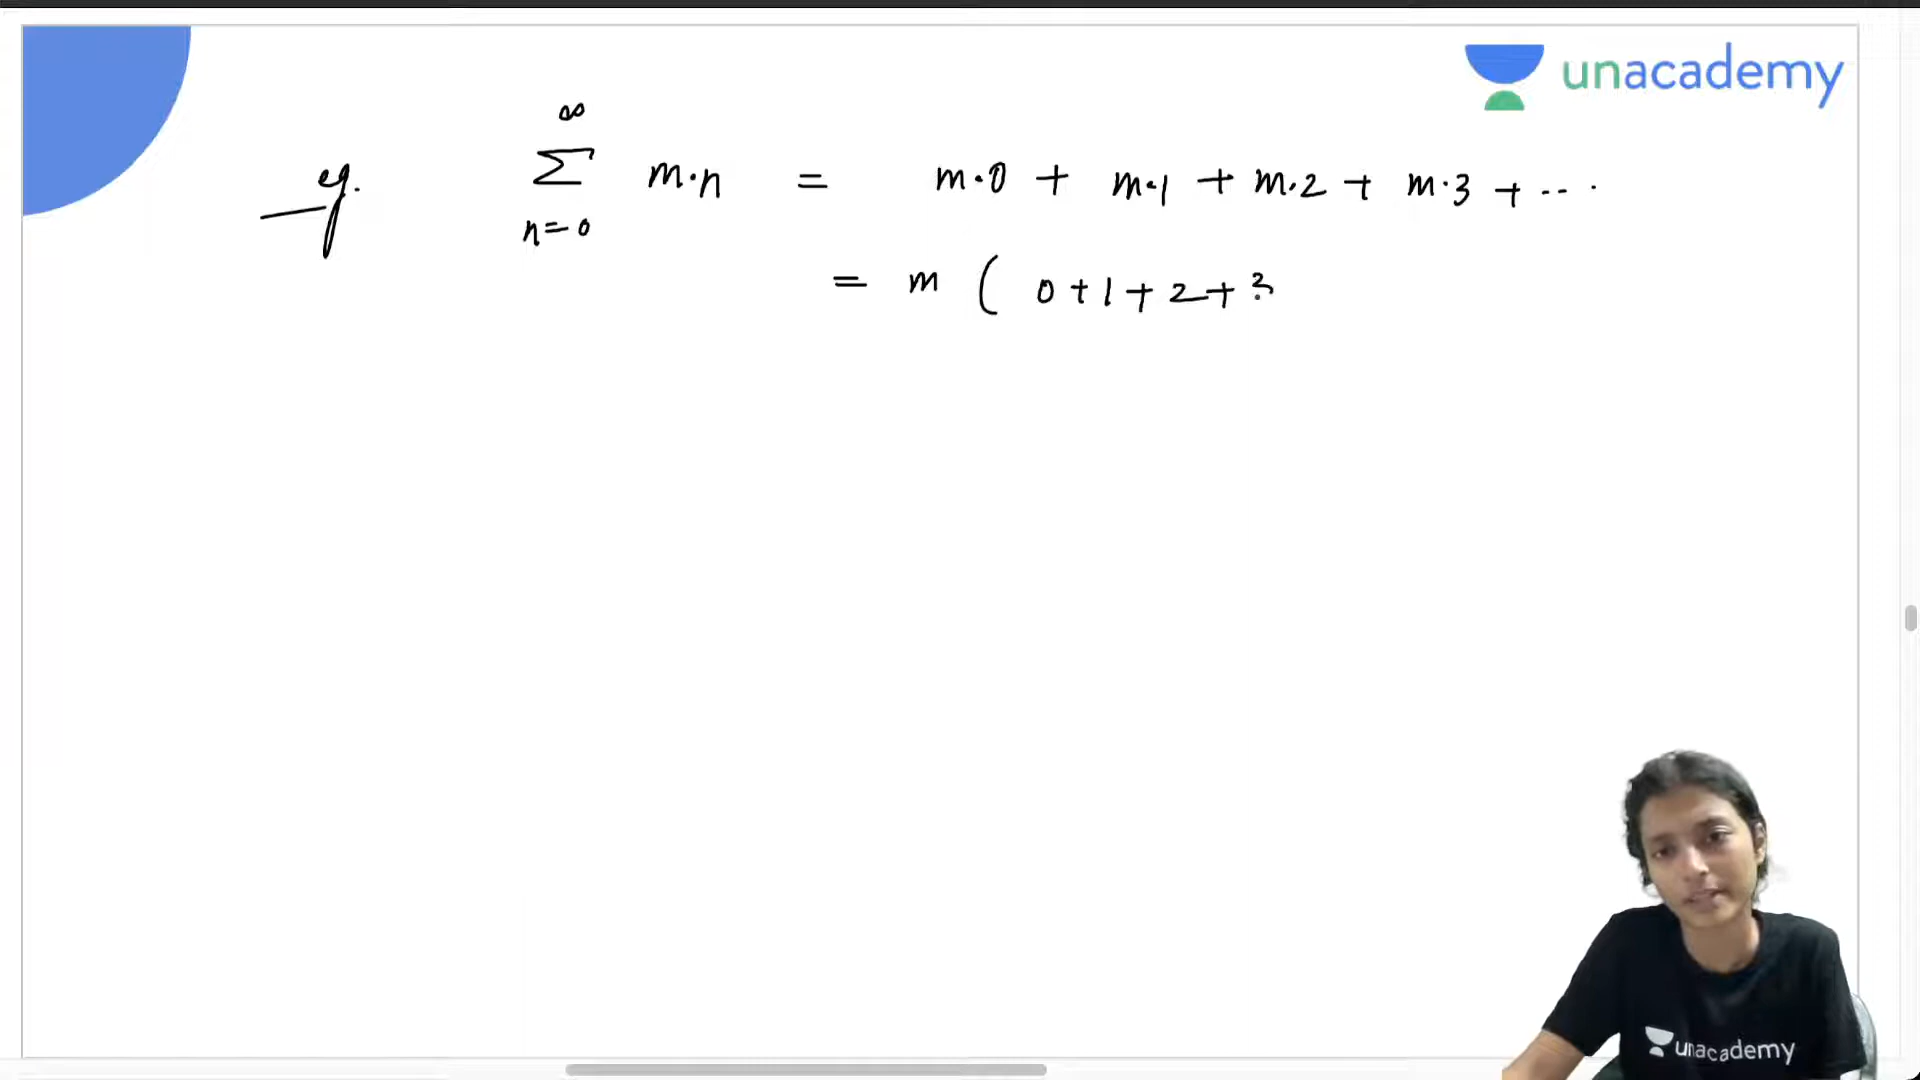 unacademy
eg. ∞
∑ m·n = m·0 + m·1 + m·2 + m·3 + ....
n=0
= m ( 0+1+2+3
unacademy